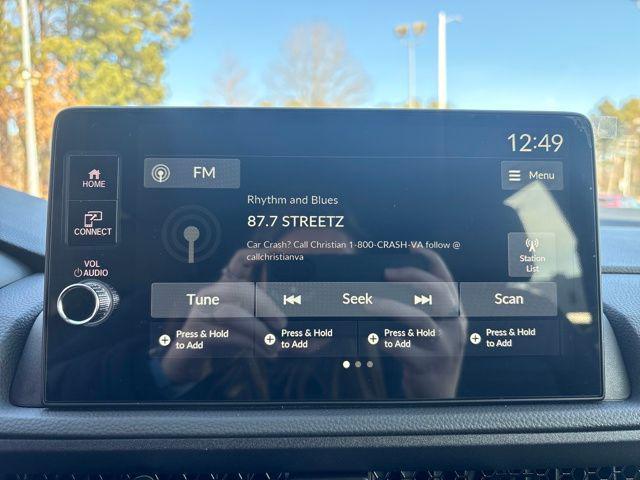 12:49
HOME
FM
Menu
CONNECT
Rhythm and Blues
87.7 STREETZ
Car Crash? Call Christian 1-800-CRASH-VA follow @
callchristianva
Station
List
VOL
AUDIO
Tune
Seek
Scan
Press & Hold
to Add
Press & Hold
to Add
Press & Hold
to Add
Press & Hold
to Add